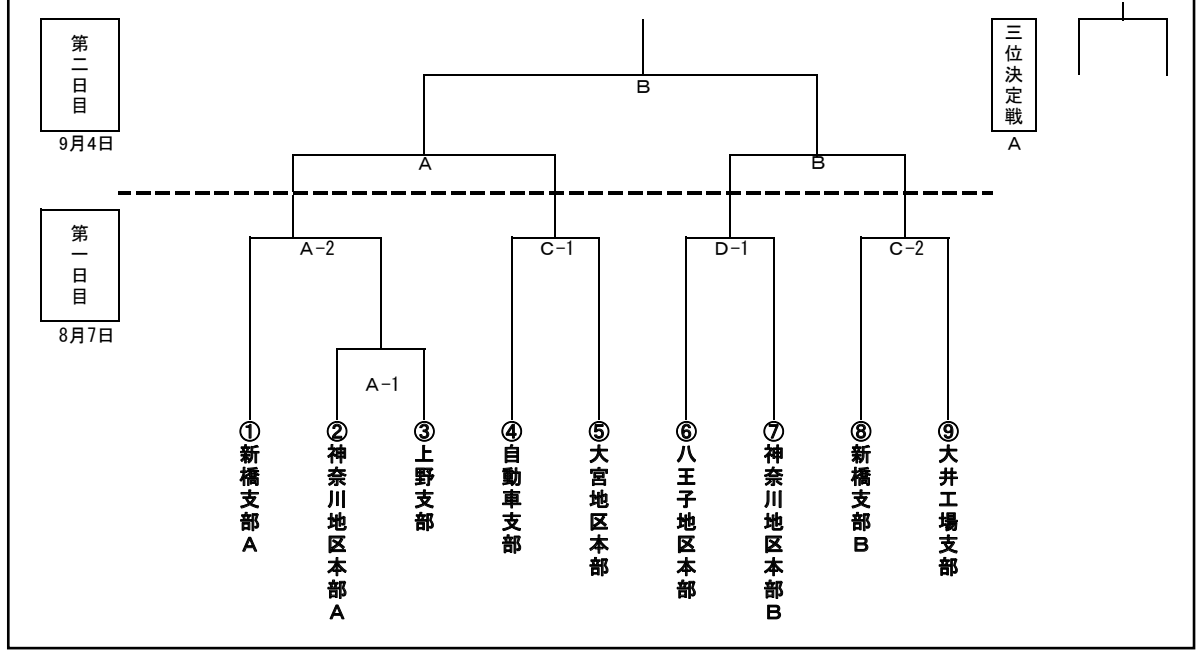 第二日目
9月4日
三位決定戦
A
B
A
B
第一日目
8月7日
A-2
C-1
D-1
C-2
A-1
①新橋支部A
②神奈川地区本部A
③上野支部
④自動車支部
⑤大宮地区本部
⑥八王子地区本部
⑦神奈川地区本部B
⑧新橋支部B
⑨大井工場支部